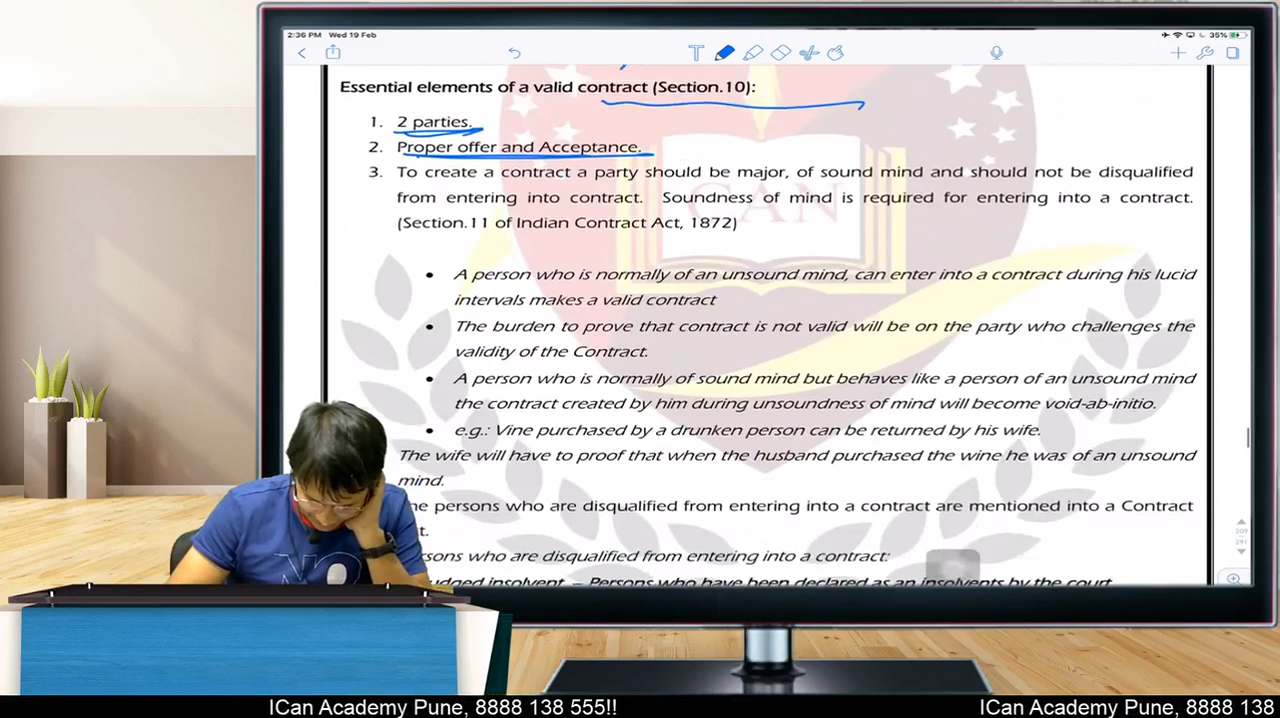 2:36 PM Wed 19 Feb
35%
T
Essential elements of a valid contract (Section.10):
1. 2 parties.
2. Proper offer and Acceptance.
3. To create a contract a party should be major, of sound mind and should not be disqualified
from entering into contract. Soundness of mind is required for entering into a contract.
(Section.11 of Indian Contract Act, 1872)
CAN
• A person who is normally of an unsound mind, can enter into a contract during his lucid
intervals makes a valid contract
• The burden to prove that contract is not valid will be on the party who challenges the
validity of the Contract.
• A person who is normally of sound mind but behaves like a person of an unsound mind
the contract created by him during unsoundness of mind will become void-ab-initio.
• e.g.: Vine purchased by a drunken person can be returned by his wife.
The wife will have to proof that when the husband purchased the wine he was of an unsound
mind.
persons who are disqualified from entering into a contract are mentioned into a Contract
who are disqualified from entering into a contract:
insolvent – Persons who have been declared as an insolvents by the court
209
291
NO
ICan Academy Pune, 8888 138 555!!
ICan Academy Pune, 8888 138